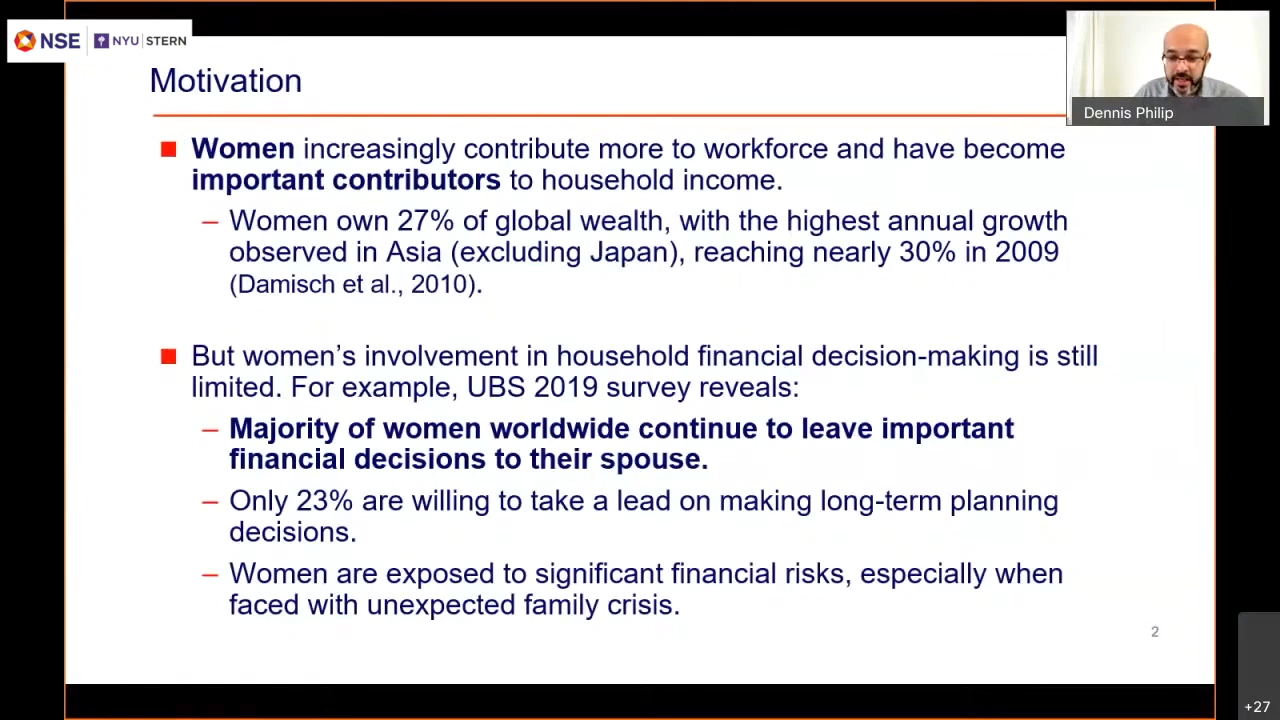 NSE NYU STERN
Dennis Philip
Motivation
Women increasingly contribute more to workforce and have become
important contributors to household income.
– Women own 27% of global wealth, with the highest annual growth
observed in Asia (excluding Japan), reaching nearly 30% in 2009
(Damisch et al., 2010).
But women’s involvement in household financial decision-making is still
limited. For example, UBS 2019 survey reveals:
– Majority of women worldwide continue to leave important
financial decisions to their spouse.
– Only 23% are willing to take a lead on making long-term planning
decisions.
– Women are exposed to significant financial risks, especially when
faced with unexpected family crisis.
2
+27